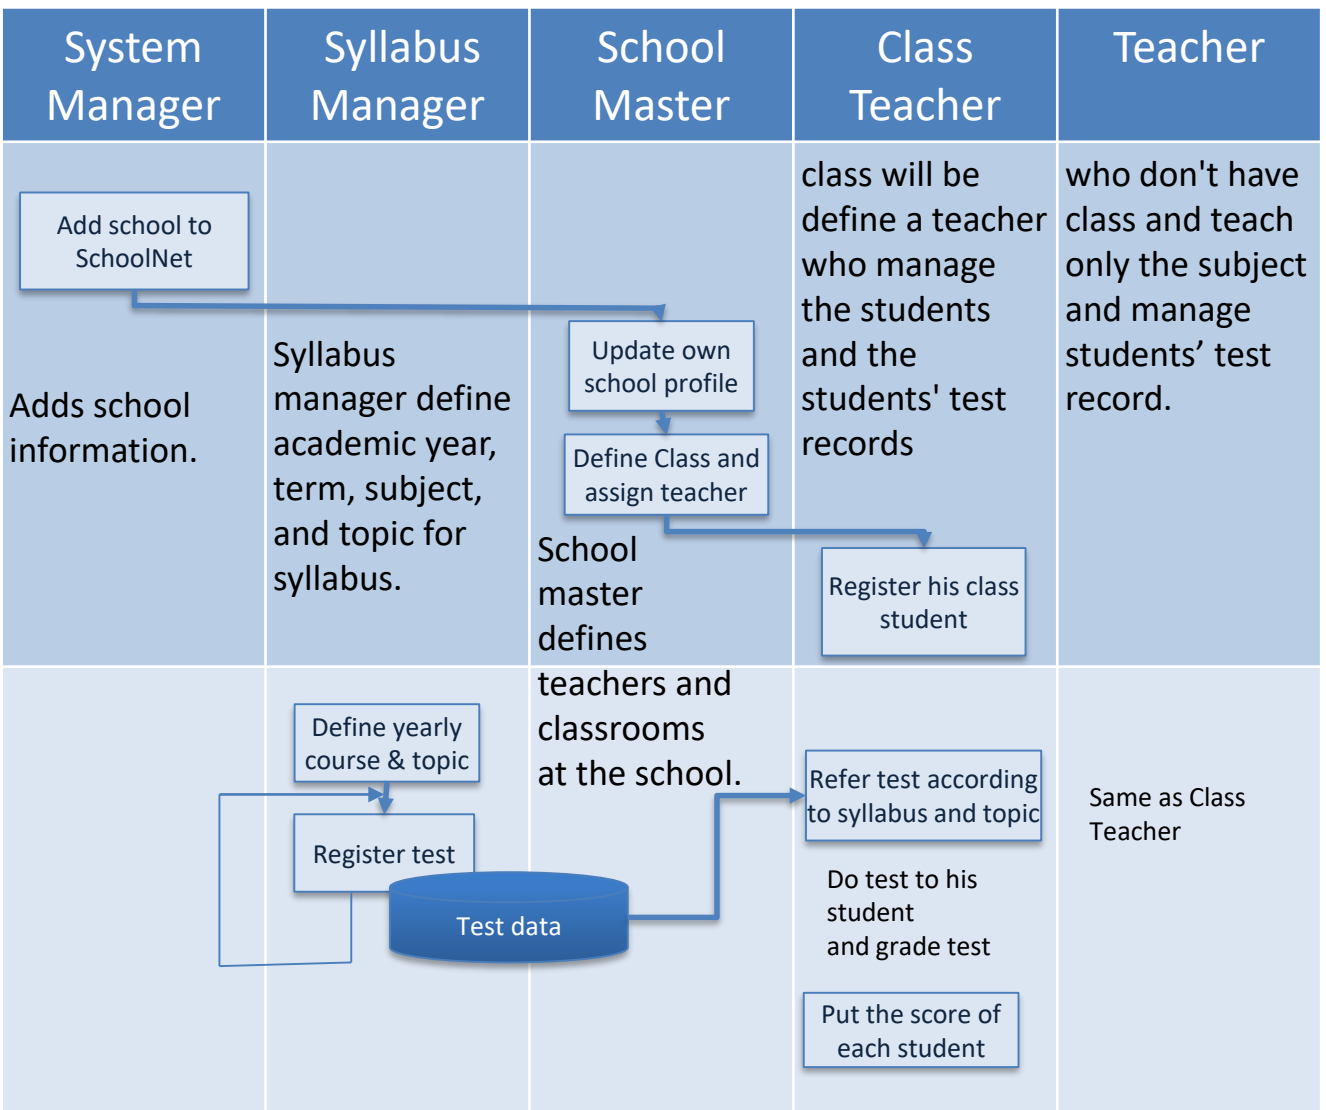 System
Manager
Syllabus
Manager
School
Master
Class
Teacher
Teacher
Add school to
SchoolNet
Adds school
information.
Syllabus
manager define
academic year,
term, subject,
and topic for
syllabus.
Update own
school profile
Define Class and
assign teacher
School
master
defines
teachers and
classrooms
at the school.
class will be
define a teacher
who manage
the students
and the
students' test
records
Register his class
student
who don't have
class and teach
only the subject
and manage
students’ test
record.
Define yearly
course & topic
Register test
Test data
Refer test according
to syllabus and topic
Do test to his
student
and grade test
Put the score of
each student
Same as Class
Teacher